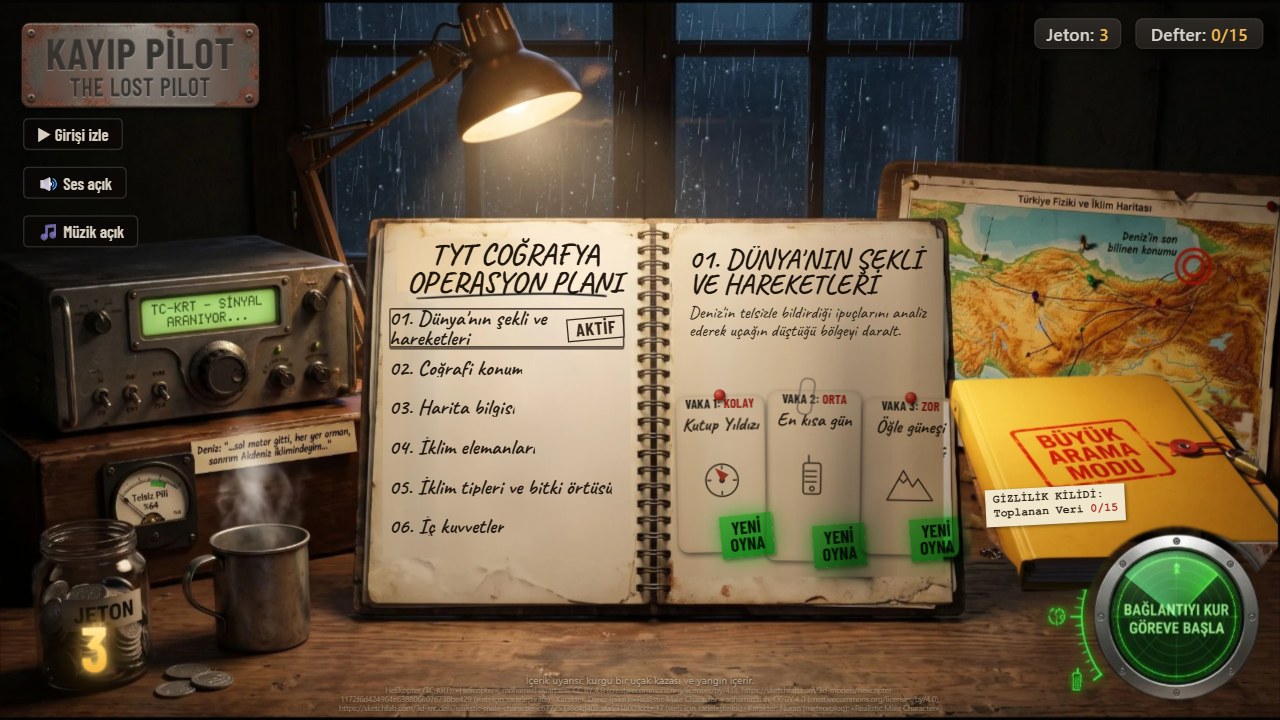 KAYIP PİLOT
THE LOST PILOT
Girişi izle
Ses açık
Müzik açık
Jeton: 3
Defter: 0/15
TC-KRT - SİNYAL
ARANIYOR...
Deniz: "...sol motor gitti, her yer orman,
sanırım Akdeniz iklimindeyim..."
Telsiz Pili
%64
JETON
3
TYT COĞRAFYA
OPERASYON PLANI
01. Dünya'nın şekli ve
hareketleri
AKTİF
02. Coğrafi konum
03. Harita bilgisi
04. İklim elemanları
05. İklim tipleri ve bitki örtüsü
06. İç kuvvetler
01. DÜNYA'NIN ŞEKLİ
VE HAREKETLERİ
Deniz'in telsizle bildirdiği ipuçlarını analiz
ederek uçağın düştüğü bölgeyi daralt.
VAKA 1: KOLAY
Kutup Yıldızı
YENİ
OYNA
VAKA 2: ORTA
En kısa gün
YENİ
OYNA
VAKA 3: ZOR
Öğle güneşi
YENİ
OYNA
Türkiye Fiziki ve İklim Haritası
Deniz'in son
bilinen konumu
BÜYÜK
ARAMA
MODU
GİZLİLİK KİLİDİ:
Toplanan Veri 0/15
BAĞLANTIYI KUR
GÖREVE BAŞLA
İçerik uyarısı: kurgu bir uçak kazası ve yangın içerir.